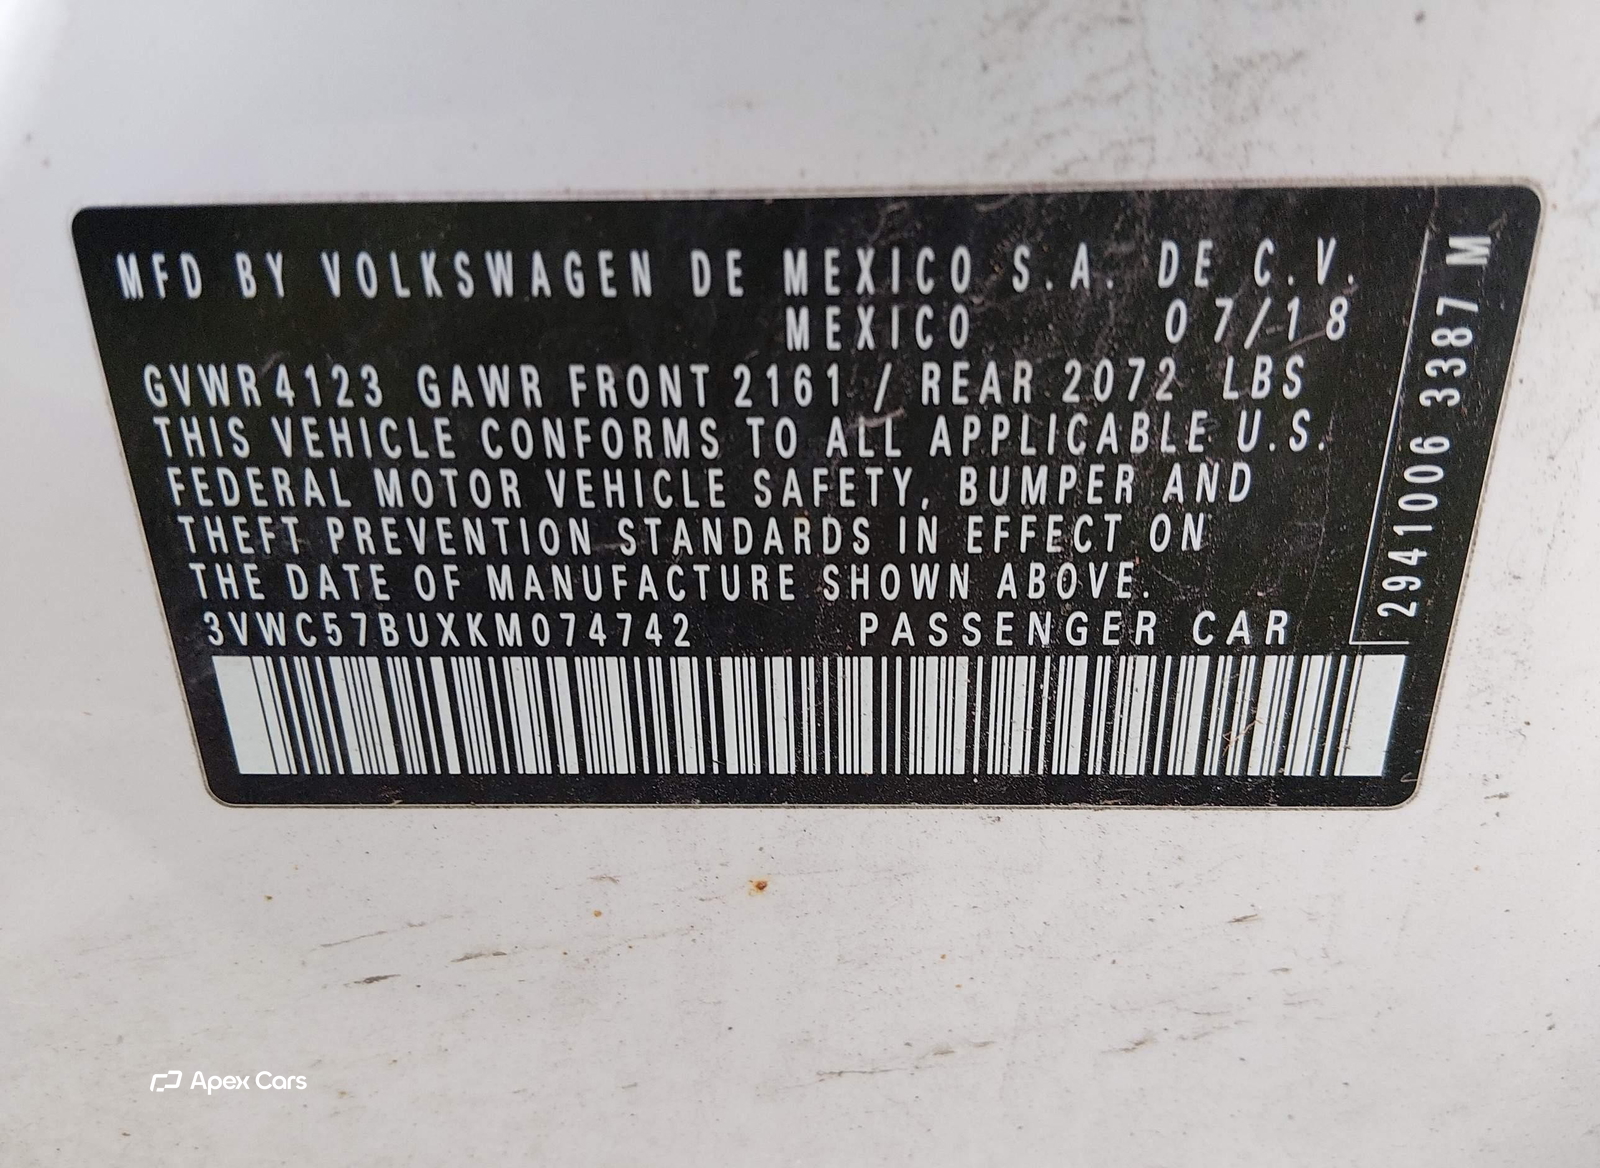 MFD BY VOLKSWAGEN DE MEXICO S.A. DE C.V.
MEXICO 07/18
GVWR 4123 GAWR FRONT 2161 / REAR 2072 LBS
THIS VEHICLE CONFORMS TO ALL APPLICABLE U.S.
FEDERAL MOTOR VEHICLE SAFETY, BUMPER AND
THEFT PREVENTION STANDARDS IN EFFECT ON
THE DATE OF MANUFACTURE SHOWN ABOVE.
3VWC57BUXKM074742 PASSENGER CAR
2941006 3387 M
Apex Cars